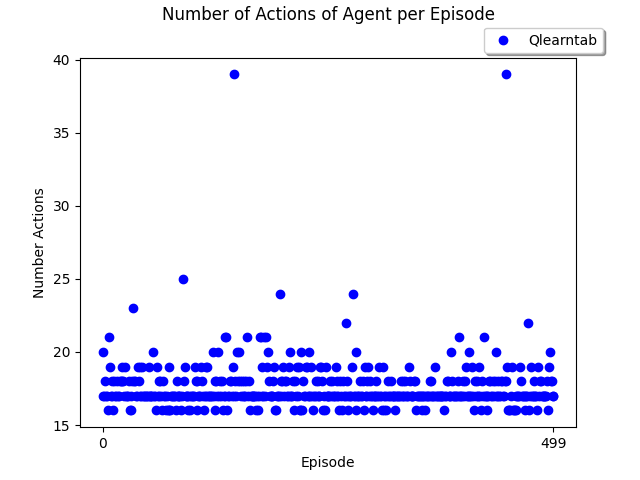 Number of Actions of Agent per Episode
Qlearntab
40
35
30
25
20
15
Number Actions
0
499
Episode